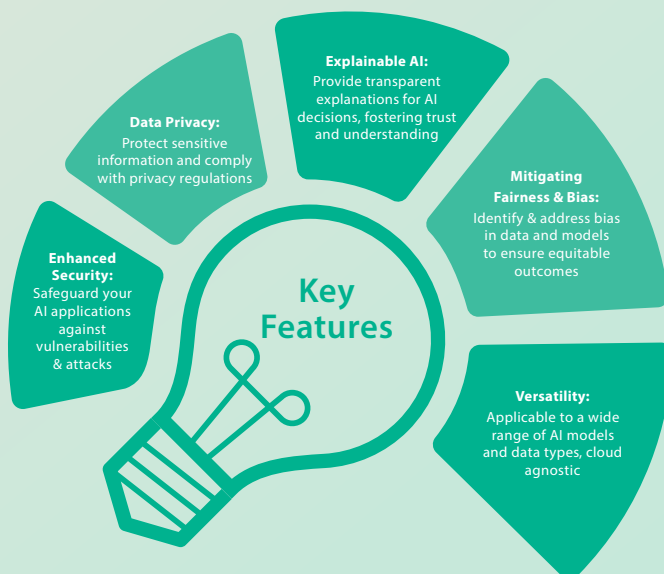 Explainable AI:
Provide transparent
explanations for AI
decisions, fostering trust
and understanding
Data Privacy:
Protect sensitive
information and comply
with privacy regulations
Mitigating
Fairness & Bias:
Identify & address bias
in data and models
to ensure equitable
outcomes
Enhanced
Security:
Safeguard your
AI applications
against
vulnerabilities
& attacks
Key
Features
Versatility:
Applicable to a wide
range of AI models
and data types, cloud
agnostic